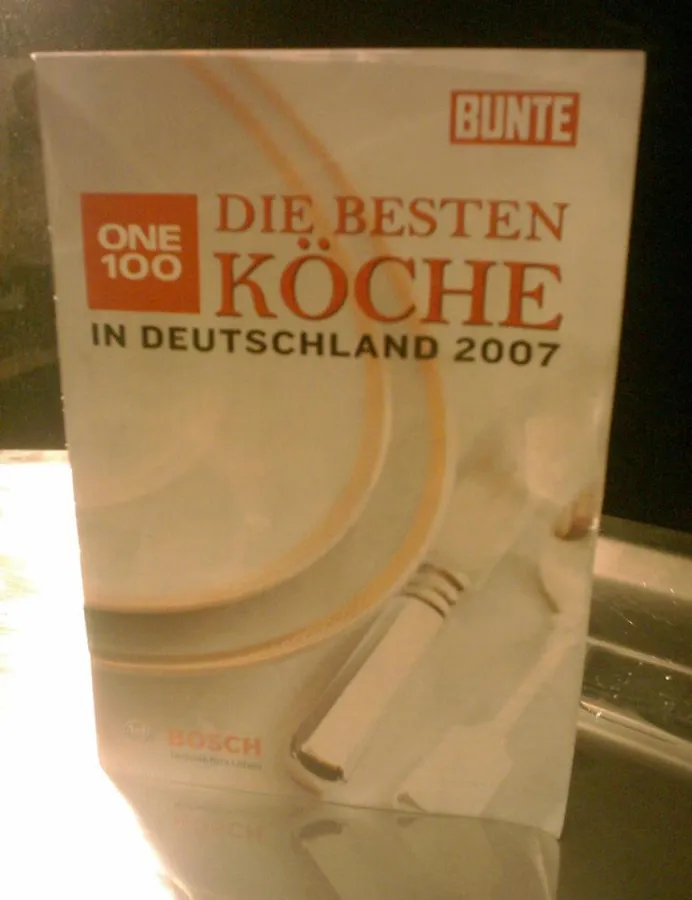 BUNTE
ONE
100
DIE BESTEN
KÖCHE
IN DEUTSCHLAND 2007
BOSCH